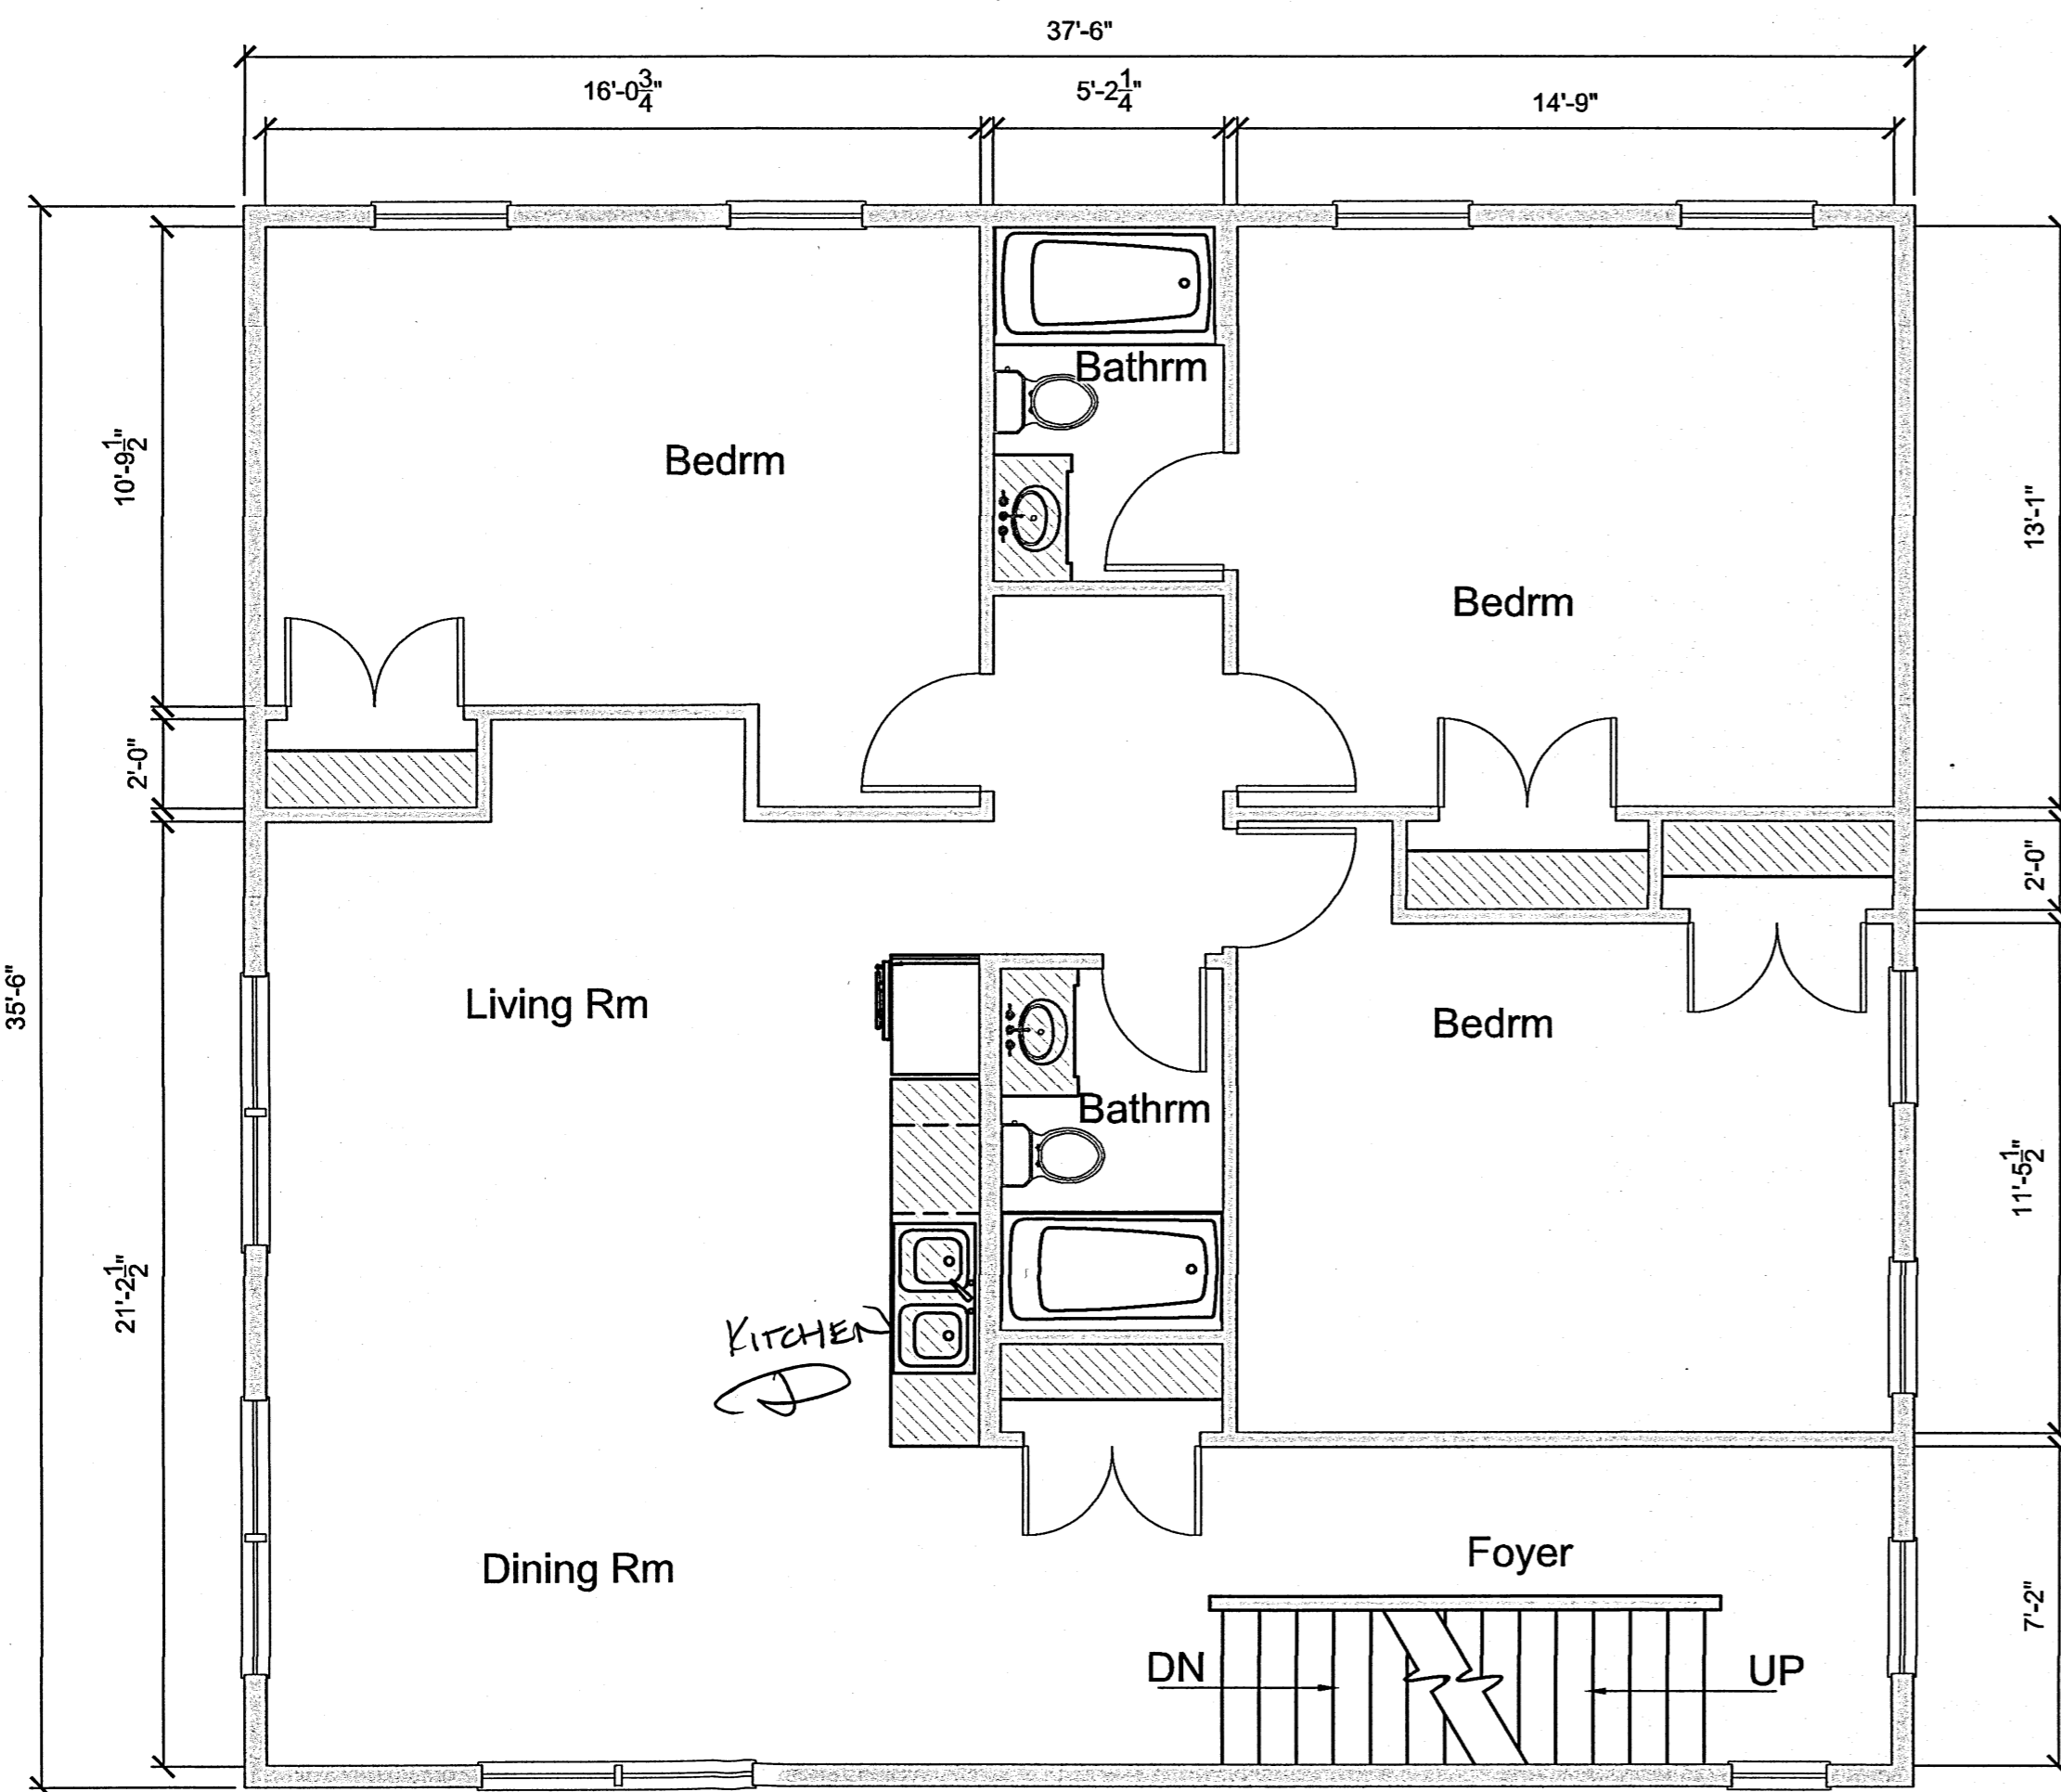 37'-6"
16'-0 3/4"
5'-2 1/4"
14'-9"
Bathrm
Bedrm
10'-9 1/2"
13'-1"
Bedrm
2'-0"
2'-0"
35'-6"
Living Rm
Bedrm
Bathrm
11'-5 1/2"
21'-2 1/2"
KITCHEN
Dining Rm
Foyer
7'-2"
DN
UP